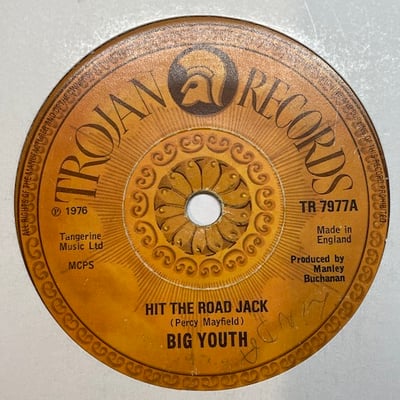 TROJAN RECORDS
℗ 1976
TR 7977A
Tangerine
Music Ltd
MCPS
Made in
England
Produced by
Manley
Buchanan
HIT THE ROAD JACK
(Percy Mayfield)
BIG YOUTH